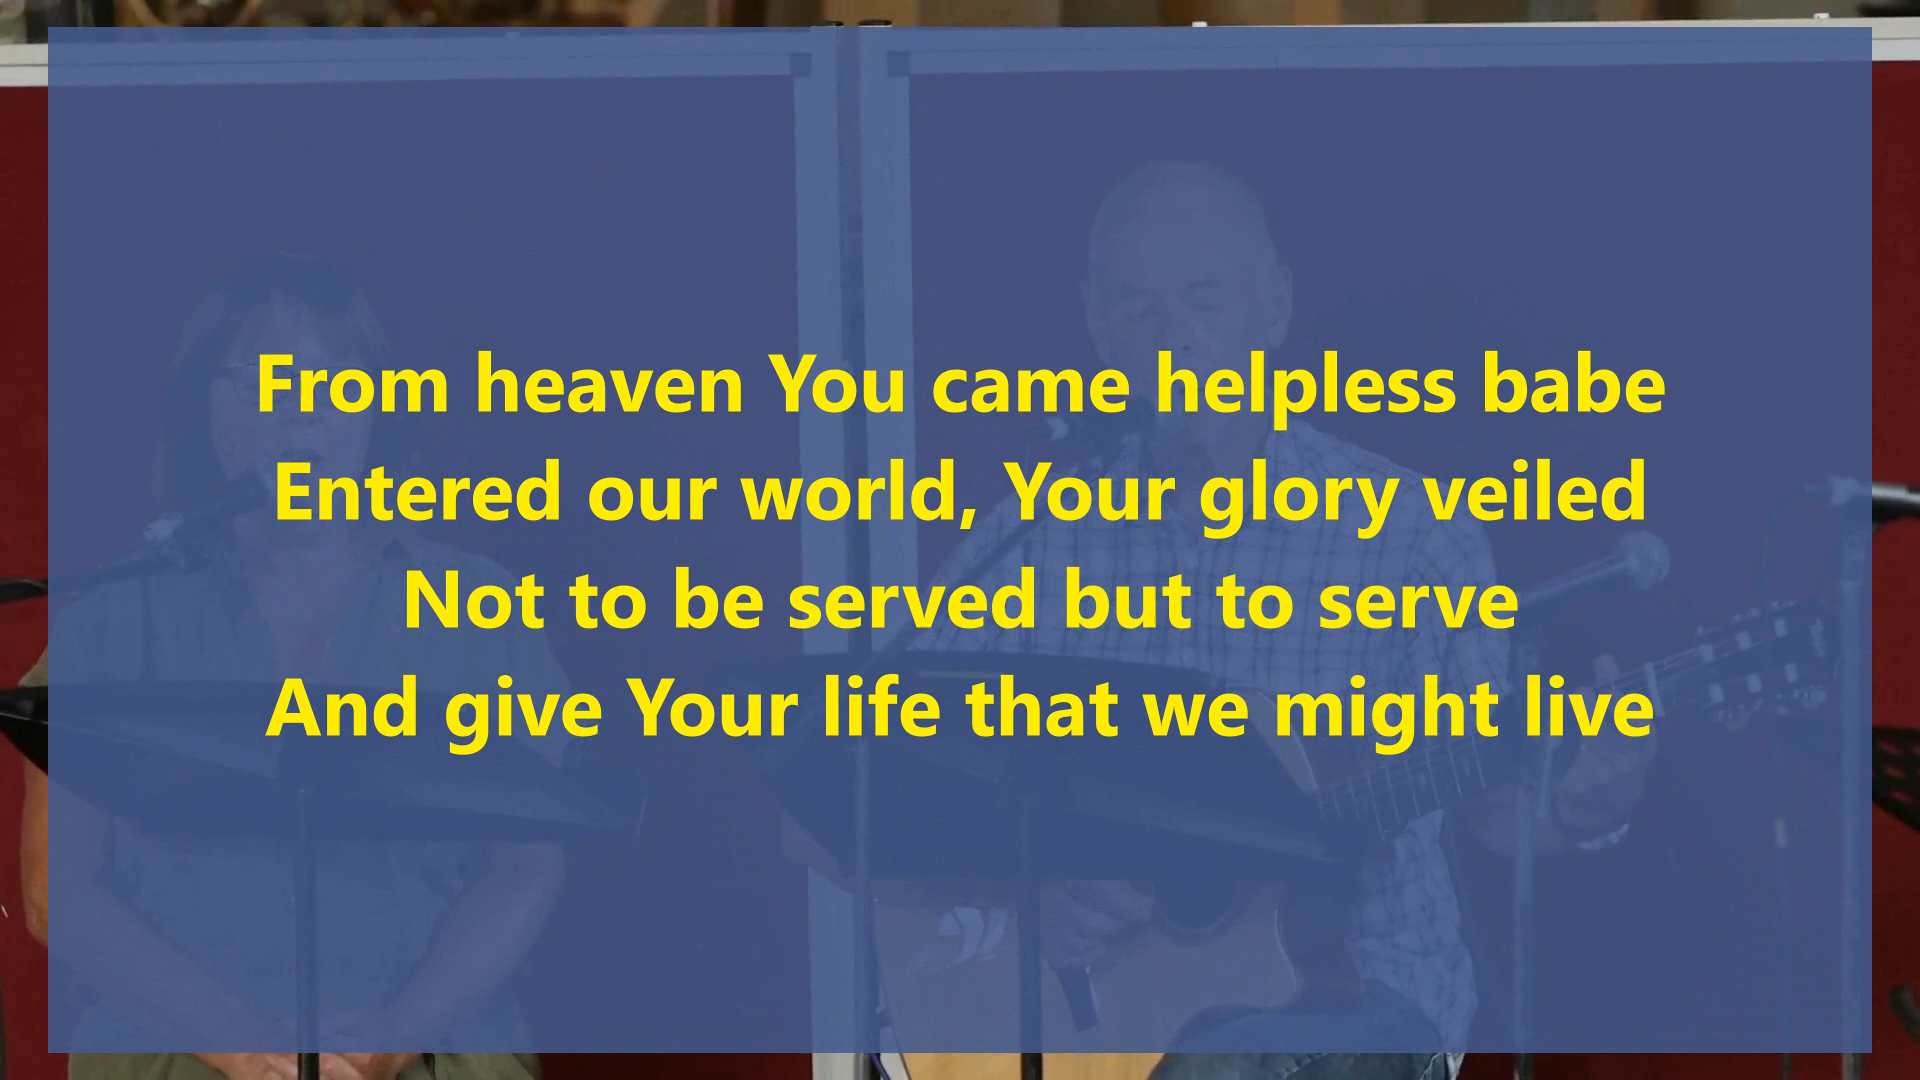 From heaven You came helpless babe
Entered our world, Your glory veiled
Not to be served but to serve
And give Your life that we might live